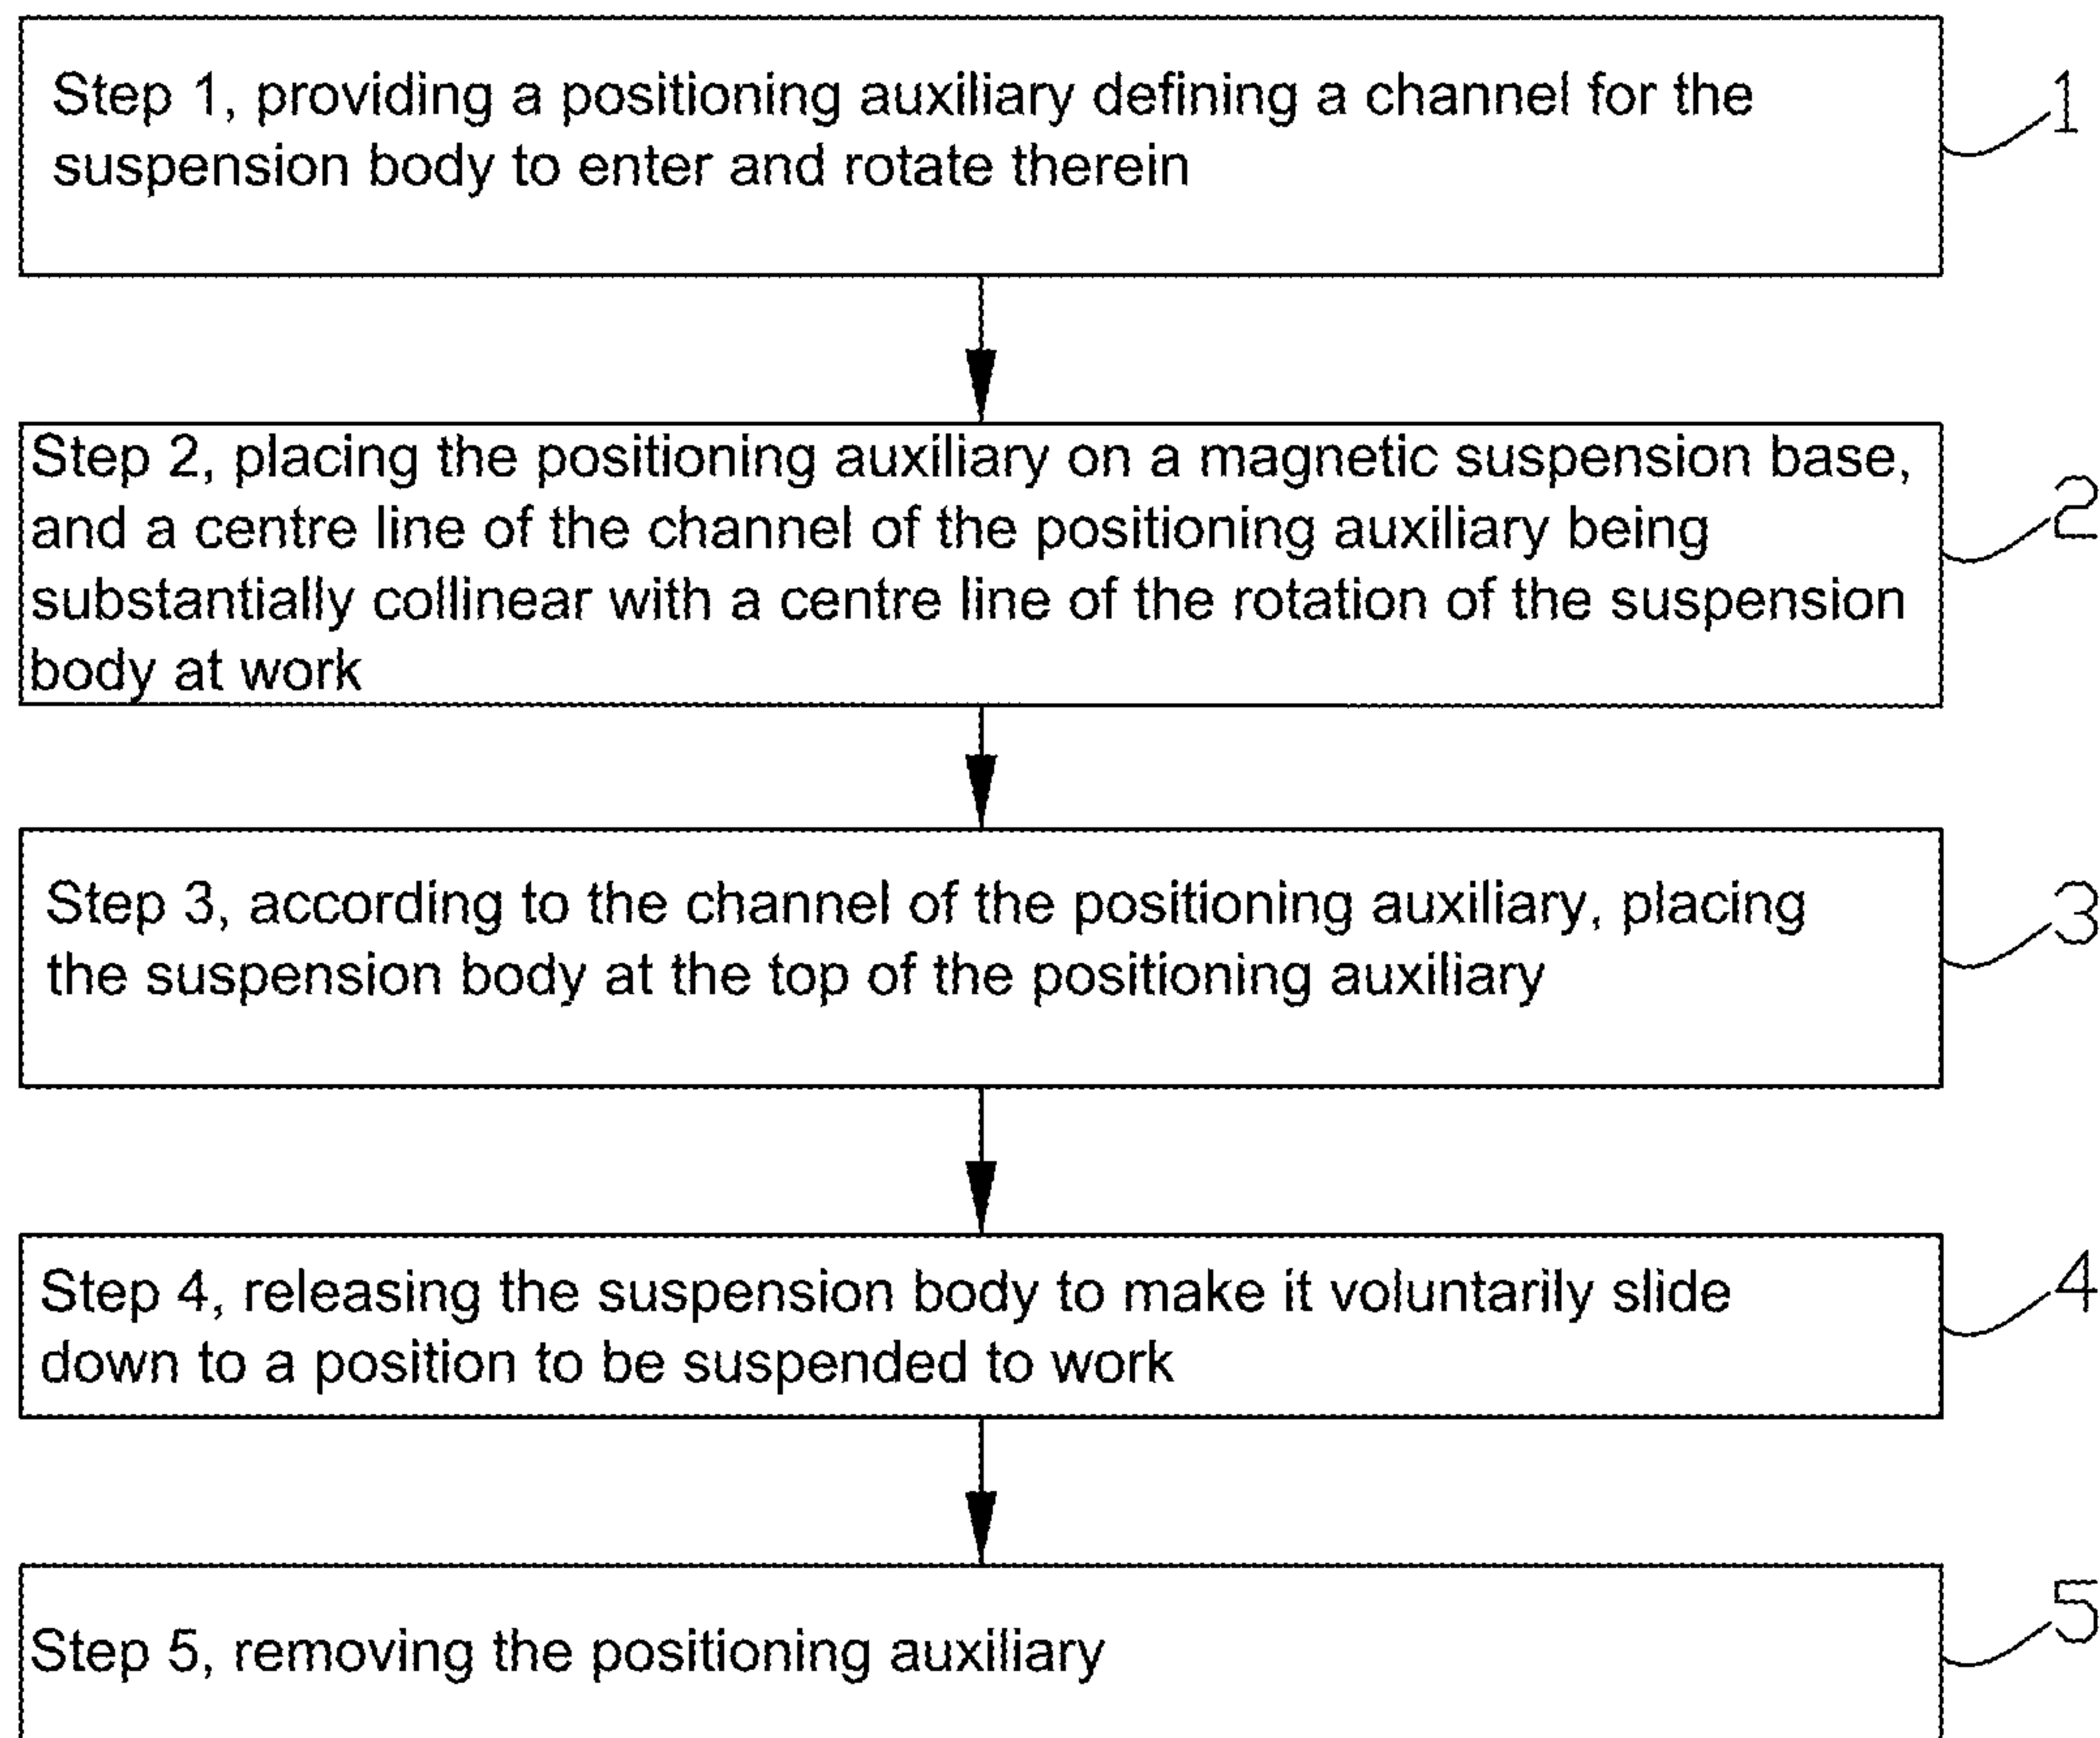 Step 1, providing a positioning auxiliary defining a channel for the
suspension body to enter and rotate therein
1
Step 2, placing the positioning auxiliary on a magnetic suspension base,
and a centre line of the channel of the positioning auxiliary being
substantially collinear with a centre line of the rotation of the suspension
body at work
2
Step 3, according to the channel of the positioning auxiliary, placing
the suspension body at the top of the positioning auxiliary
3
Step 4, releasing the suspension body to make it voluntarily slide
down to a position to be suspended to work
4
Step 5, removing the positioning auxiliary
5